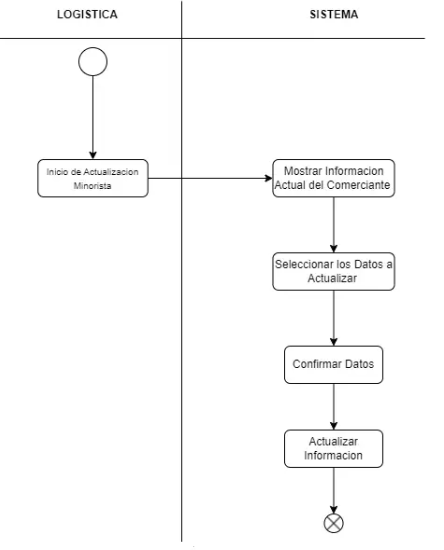 LOGISTICA
SISTEMA
Inicio de Actualizacion
Minorista
Mostrar Informacion
Actual del Comerciante
Seleccionar los Datos a
Actualizar
Confirmar Datos
Actualizar
Informacion